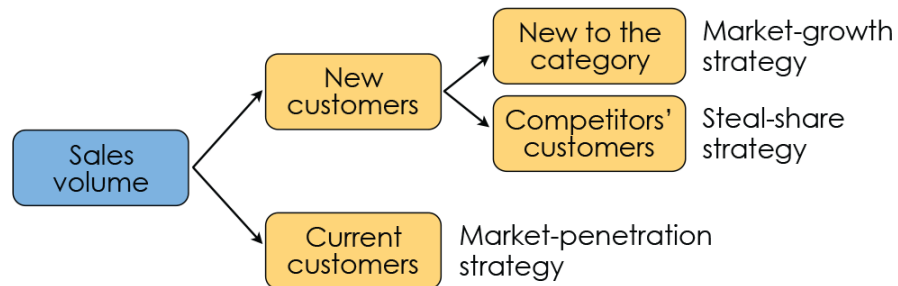 New to the
category
Market-growth
strategy
New
customers
Competitors’
customers
Steal-share
strategy
Sales
volume
Current
customers
Market-penetration
strategy